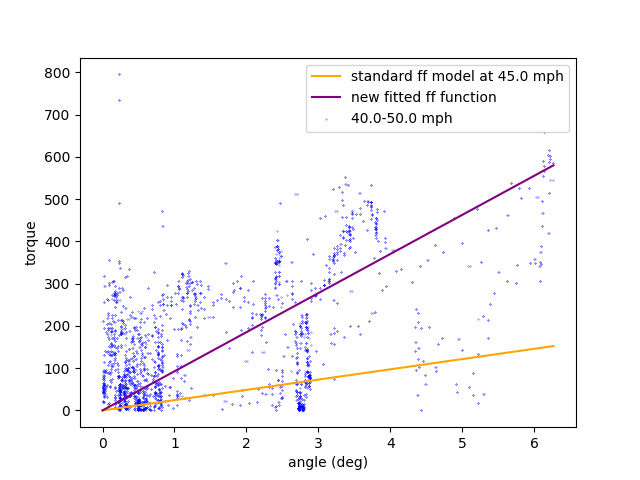 800
700
600
500
400
300
200
100
0
torque
0 1 2 3 4 5 6
angle (deg)
standard ff model at 45.0 mph
new fitted ff function
40.0-50.0 mph